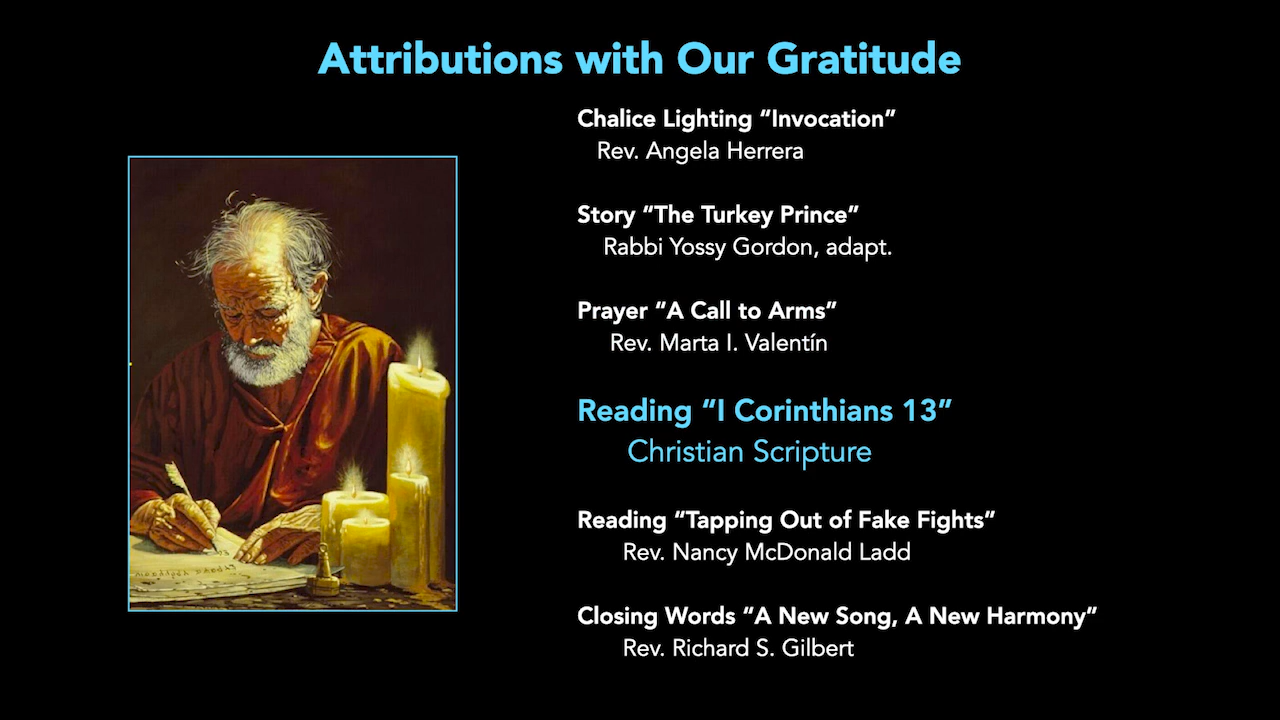 Attributions with Our Gratitude
Chalice Lighting “Invocation”
Rev. Angela Herrera
Story “The Turkey Prince”
Rabbi Yossy Gordon, adapt.
Prayer “A Call to Arms”
Rev. Marta I. Valentín
Reading “I Corinthians 13”
Christian Scripture
Reading “Tapping Out of Fake Fights”
Rev. Nancy McDonald Ladd
Closing Words “A New Song, A New Harmony”
Rev. Richard S. Gilbert